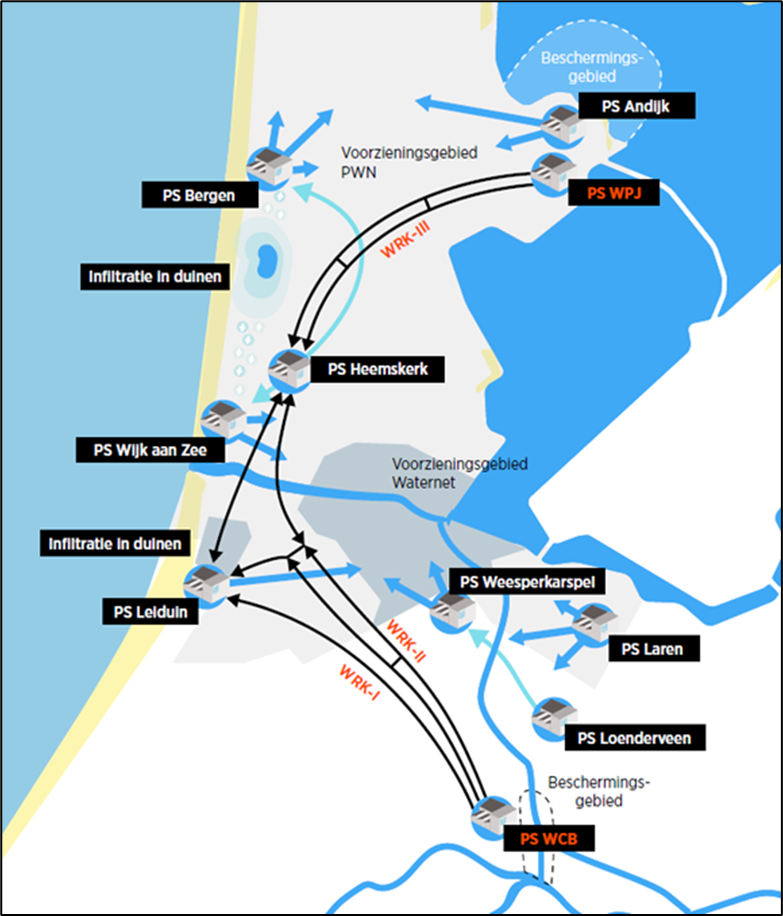 Beschermings-
gebied
PS Andijk
Voorzieningsgebied
PWN
PS Bergen
PS WPJ
WRK-III
Infiltratie in duinen
PS Heemskerk
PS Wijk aan Zee
Voorzieningsgebied
Waternet
Infiltratie in duinen
PS Weesperkarspel
PS Leiduin
WRK-II
PS Laren
WRK-I
PS Loenderveen
Beschermings-
gebied
PS WCB